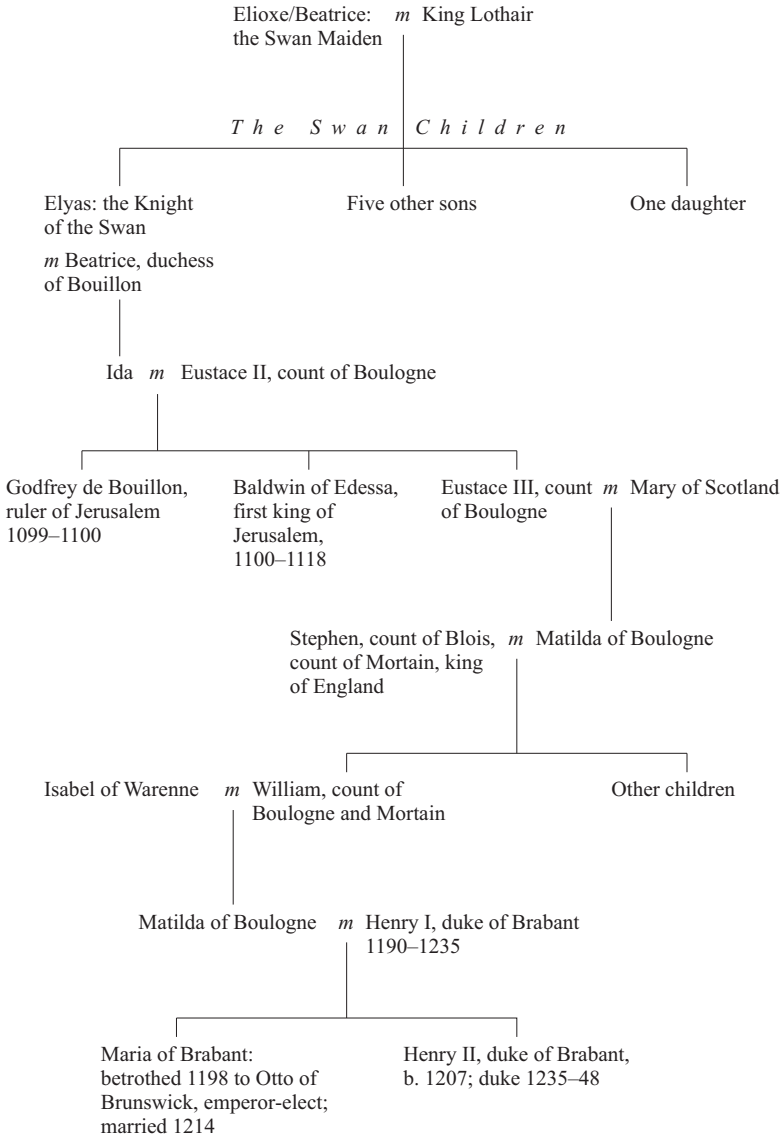 Elioxe/Beatrice: m King Lothair
the Swan Maiden
The Swan Children
Elyas: the Knight
of the Swan
m Beatrice, duchess
of Bouillon
Five other sons
One daughter
Ida m Eustace II, count of Boulogne
Godfrey de Bouillon,
ruler of Jerusalem
1099–1100
Baldwin of Edessa,
first king of
Jerusalem,
1100–1118
Eustace III, count m Mary of Scotland
of Boulogne
Stephen, count of Blois, m Matilda of Boulogne
count of Mortain, king
of England
Isabel of Warenne m William, count of
Boulogne and Mortain
Other children
Matilda of Boulogne m Henry I, duke of Brabant
1190–1235
Maria of Brabant:
betrothed 1198 to Otto of
Brunswick, emperor-elect;
married 1214
Henry II, duke of Brabant,
b. 1207; duke 1235–48